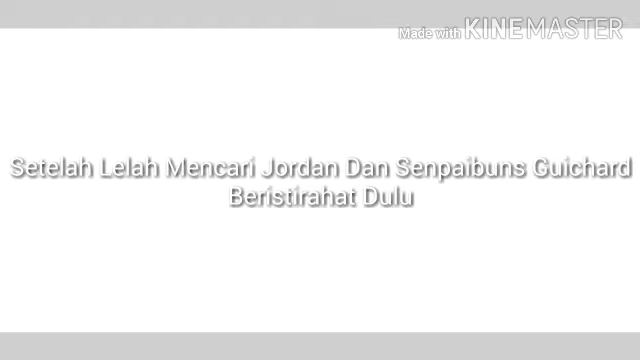 Made with KINEMASTER
Setelah Lelah Mencari Jordan Dan Senpaibuns Guichard
Beristirahat Dulu